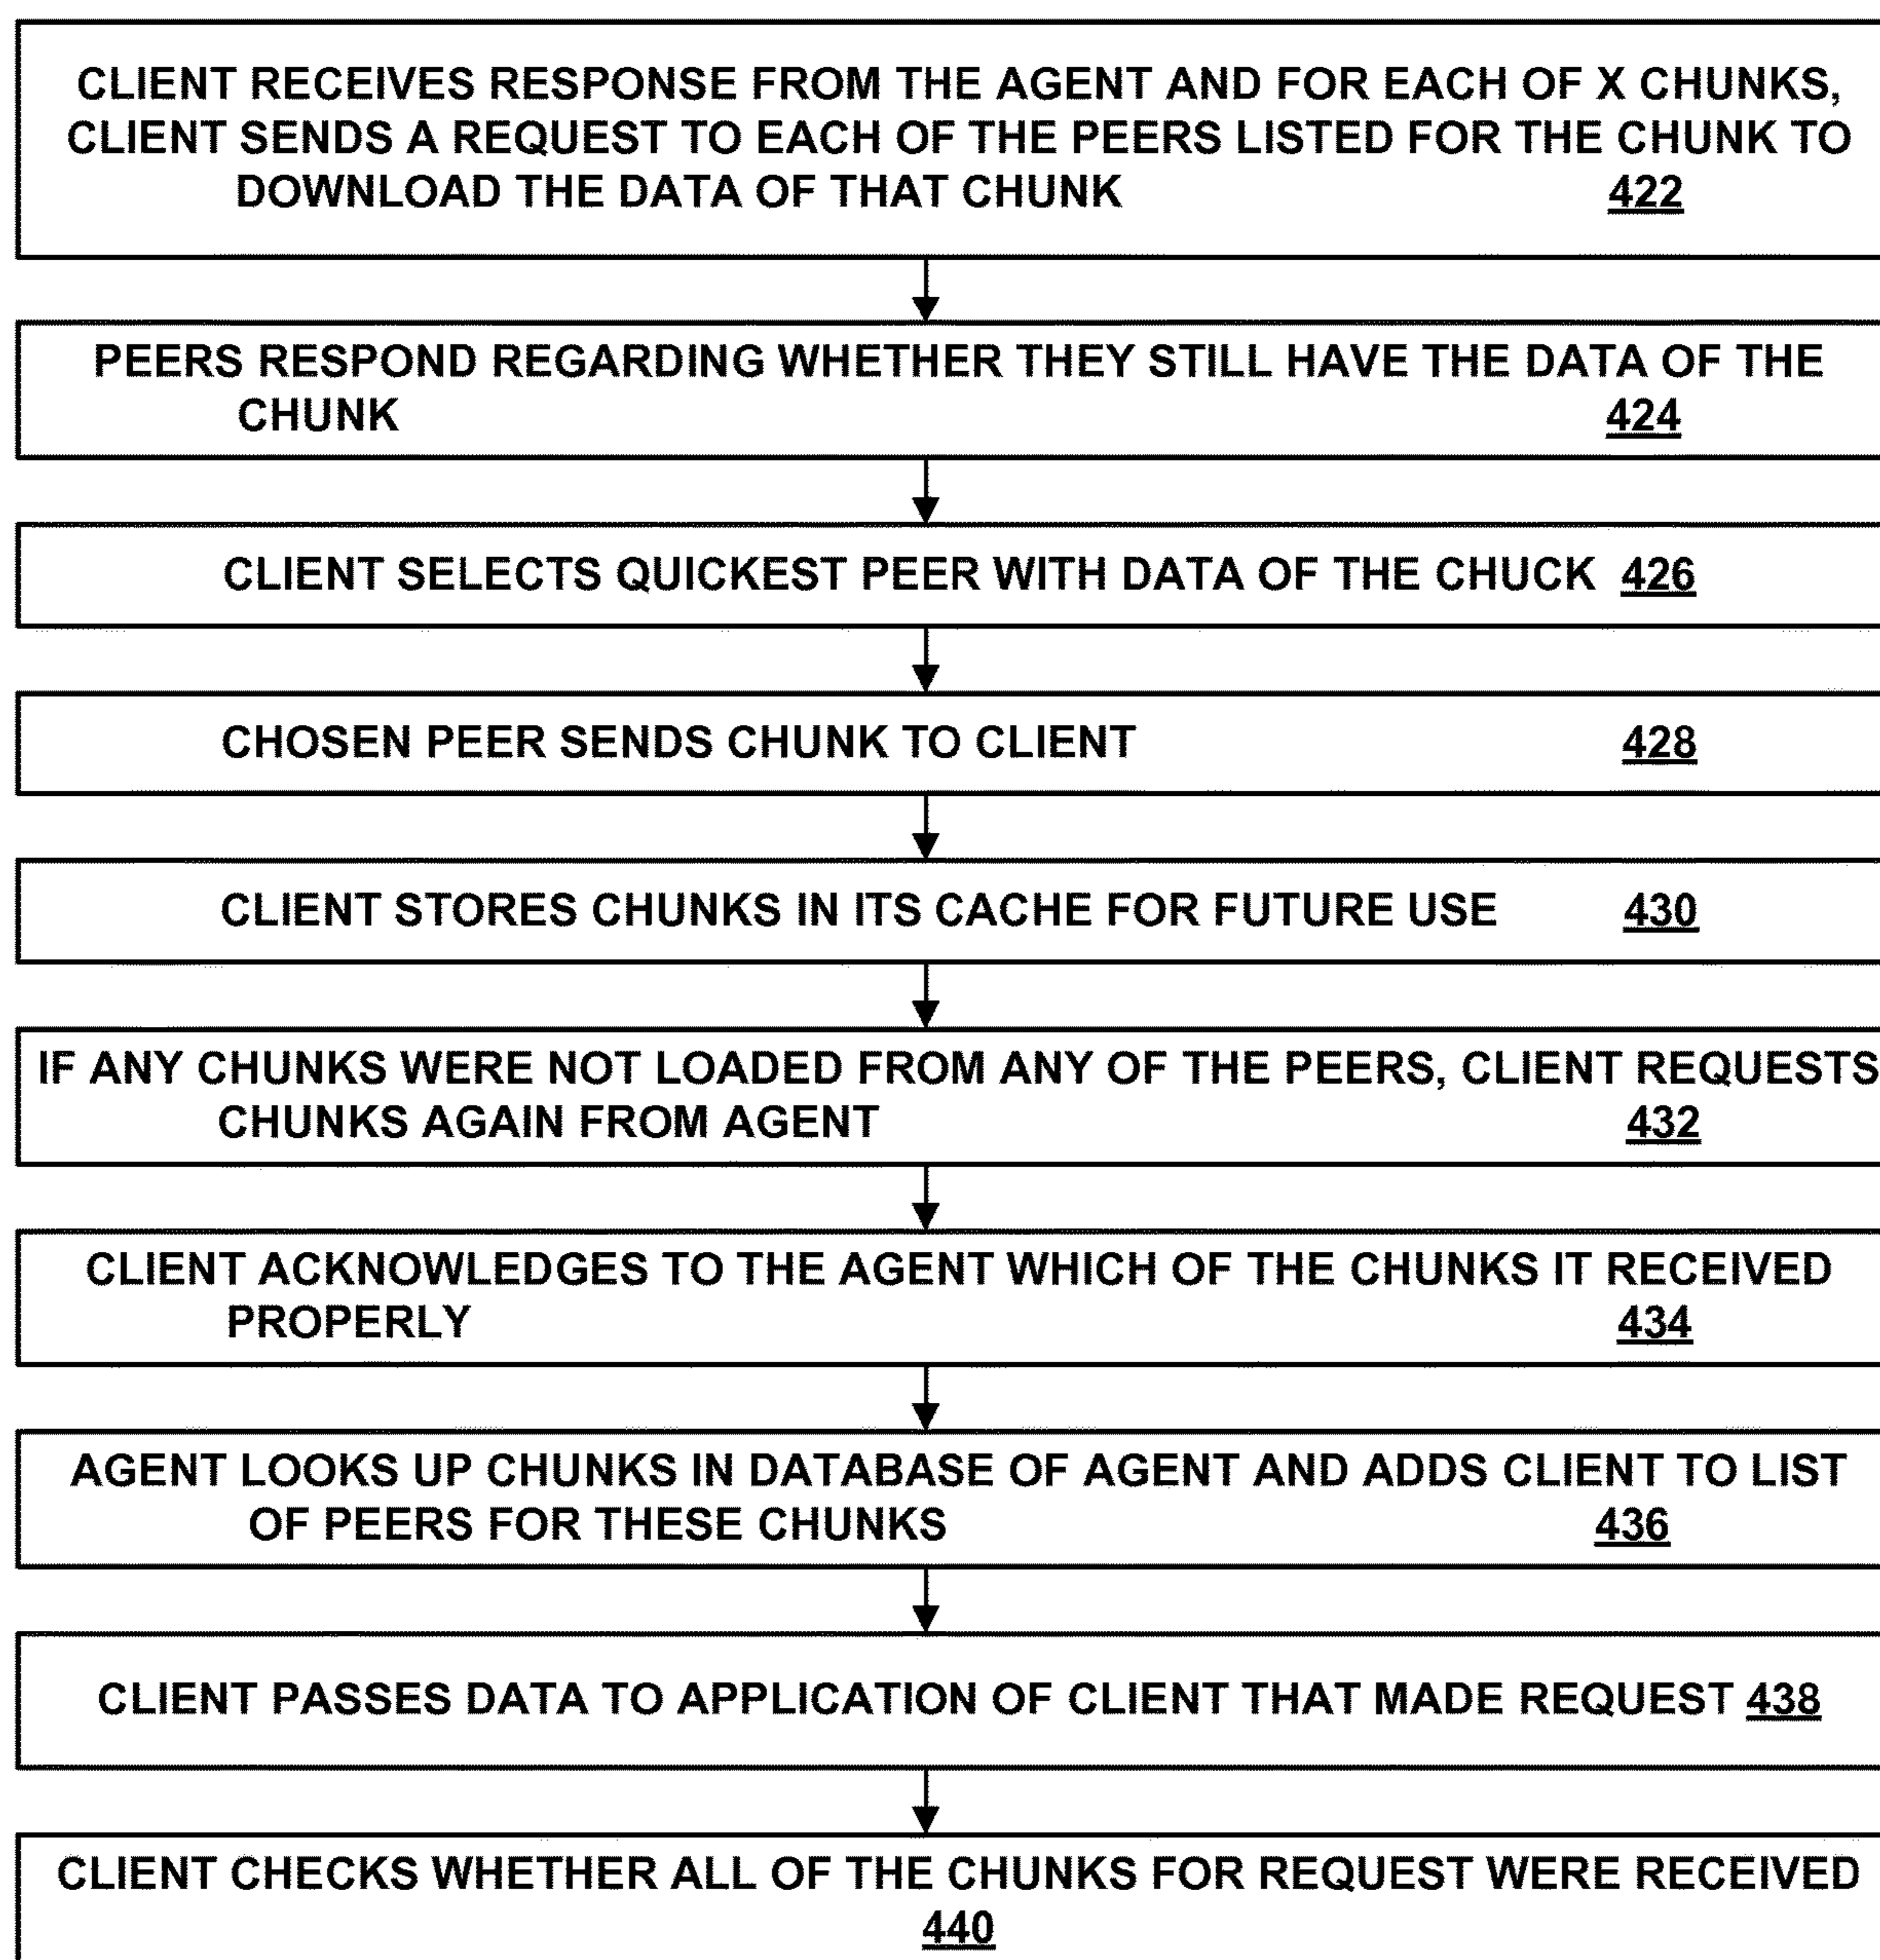 CLIENT RECEIVES RESPONSE FROM THE AGENT AND FOR EACH OF X CHUNKS,
CLIENT SENDS A REQUEST TO EACH OF THE PEERS LISTED FOR THE CHUNK TO
DOWNLOAD THE DATA OF THAT CHUNK 422
PEERS RESPOND REGARDING WHETHER THEY STILL HAVE THE DATA OF THE
CHUNK 424
CLIENT SELECTS QUICKEST PEER WITH DATA OF THE CHUCK 426
CHOSEN PEER SENDS CHUNK TO CLIENT 428
CLIENT STORES CHUNKS IN ITS CACHE FOR FUTURE USE 430
IF ANY CHUNKS WERE NOT LOADED FROM ANY OF THE PEERS, CLIENT REQUESTS
CHUNKS AGAIN FROM AGENT 432
CLIENT ACKNOWLEDGES TO THE AGENT WHICH OF THE CHUNKS IT RECEIVED
PROPERLY 434
AGENT LOOKS UP CHUNKS IN DATABASE OF AGENT AND ADDS CLIENT TO LIST
OF PEERS FOR THESE CHUNKS 436
CLIENT PASSES DATA TO APPLICATION OF CLIENT THAT MADE REQUEST 438
CLIENT CHECKS WHETHER ALL OF THE CHUNKS FOR REQUEST WERE RECEIVED
440